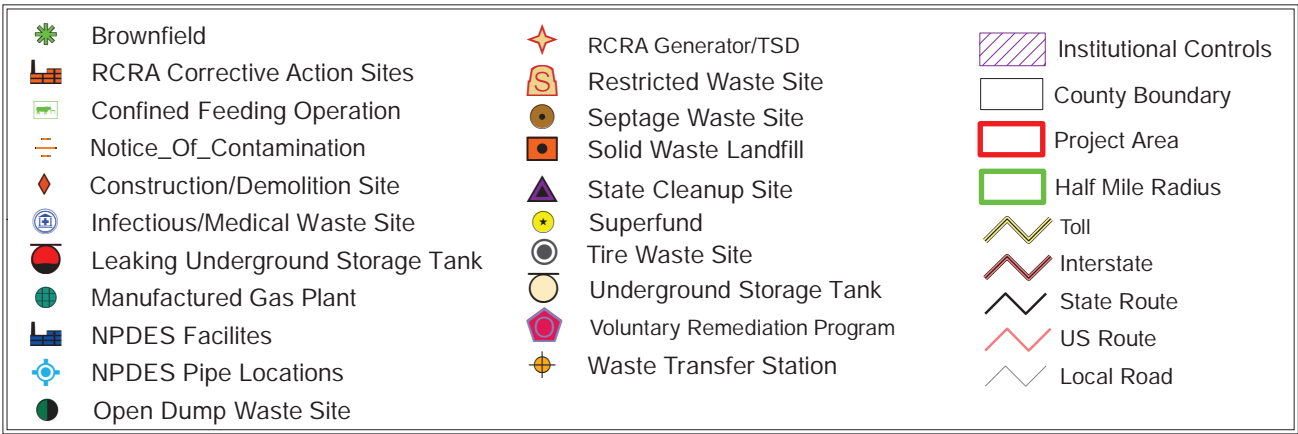 Brownfield
RCRA Corrective Action Sites
Confined Feeding Operation
Notice_Of_Contamination
Construction/Demolition Site
Infectious/Medical Waste Site
Leaking Underground Storage Tank
Manufactured Gas Plant
NPDES Facilites
NPDES Pipe Locations
Open Dump Waste Site
RCRA Generator/TSD
S Restricted Waste Site
Septage Waste Site
Solid Waste Landfill
State Cleanup Site
Superfund
Tire Waste Site
Underground Storage Tank
Voluntary Remediation Program
Waste Transfer Station
Institutional Controls
County Boundary
Project Area
Half Mile Radius
Toll
Interstate
State Route
US Route
Local Road